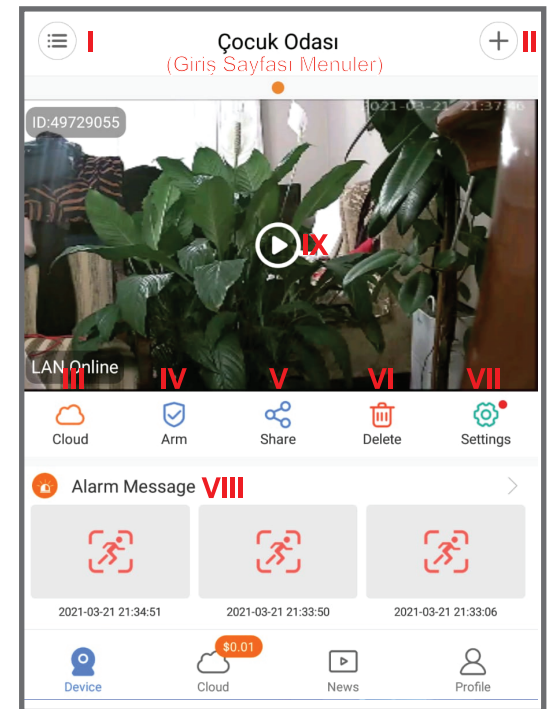 I
Çocuk Odası
II
(Giriş Sayfası Menuler)
ID:49729055
2021-03-21 21:37:46
IX
LAN Online
III
IV
V
VI
VII
Cloud
Arm
Share
Delete
Settings
Alarm Message VIII
2021-03-21 21:34:51
2021-03-21 21:33:50
2021-03-21 21:33:06
$0.01
Device
Cloud
News
Profile